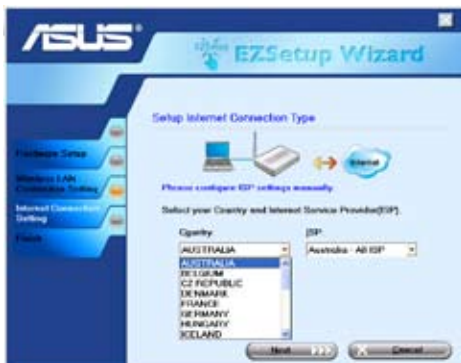 ASUS
EZSetup Wizard
Setup Internet Connection Type
Internet
Please configure ISP settings manually.
Select your Country and Internet Service Provider(ISP).
Country: ISP:
AUSTRALIA Australia - All ISP
AUSTRALIA
BELGIUM
CZ REPUBLIC
DENMARK
FRANCE
GERMANY
HUNGARY
ICELAND
Hardware Setup
Wireless LAN
Connection Setting
Internet Connection
Setting
Finish
Next Cancel